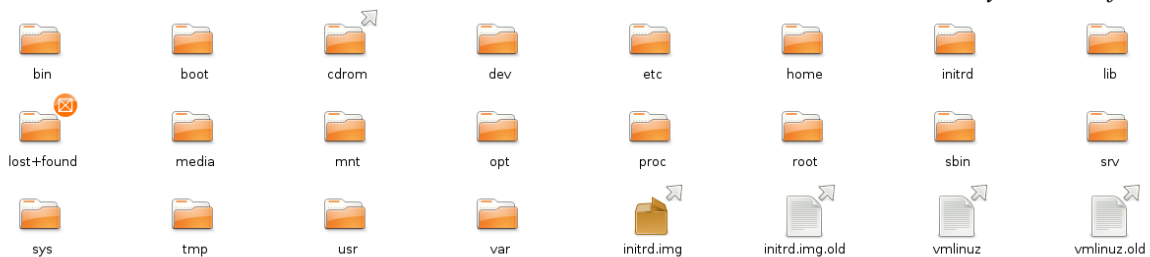 bin boot cdrom dev etc home initrd lib
lost+found media mnt opt proc root sbin srv
sys tmp usr var initrd.img initrd.img.old vmlinuz vmlinuz.old